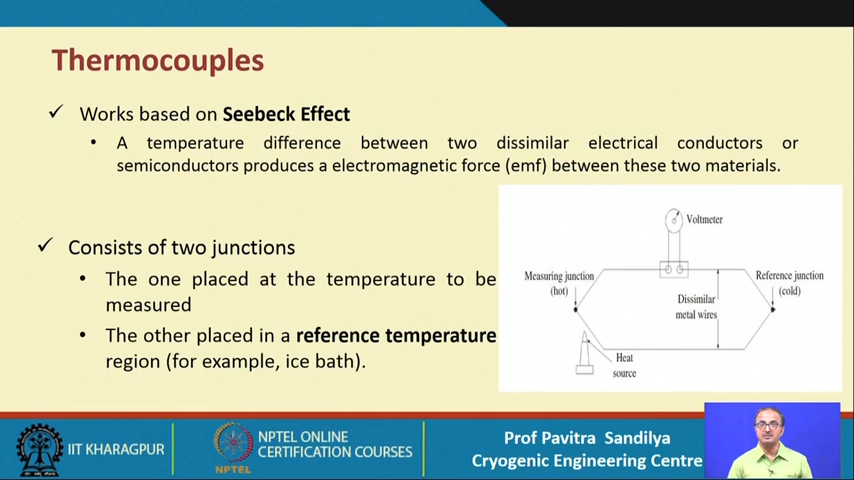 Thermocouples
✓ Works based on Seebeck Effect
• A temperature difference between two dissimilar electrical conductors or
semiconductors produces a electromagnetic force (emf) between these two materials.
✓ Consists of two junctions
• The one placed at the temperature to be
measured
• The other placed in a reference temperature
region (for example, ice bath).
Voltmeter
Measuring junction
(hot)
Reference junction
(cold)
Dissimilar
metal wires
Heat
source
IIT KHARAGPUR
NPTEL
NPTEL ONLINE
CERTIFICATION COURSES
Prof Pavitra Sandilya
Cryogenic Engineering Centre